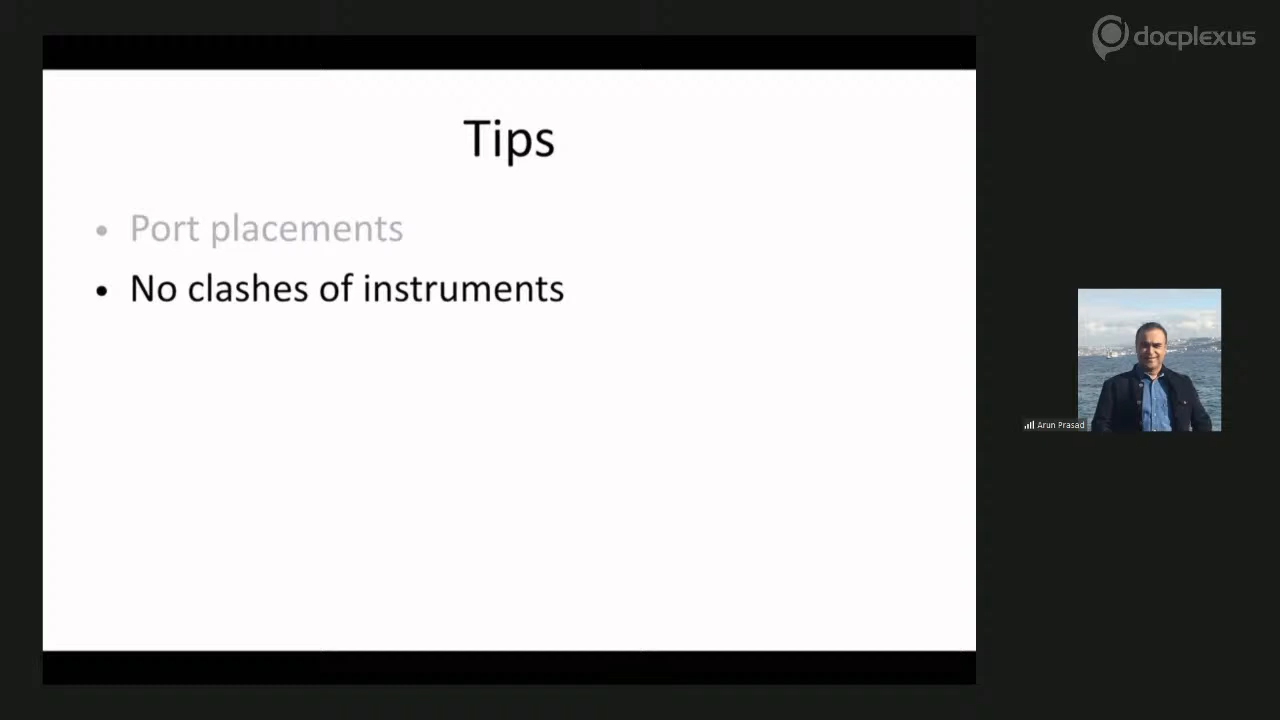 docplexus
Tips
• Port placements
• No clashes of instruments
Arun Prasad